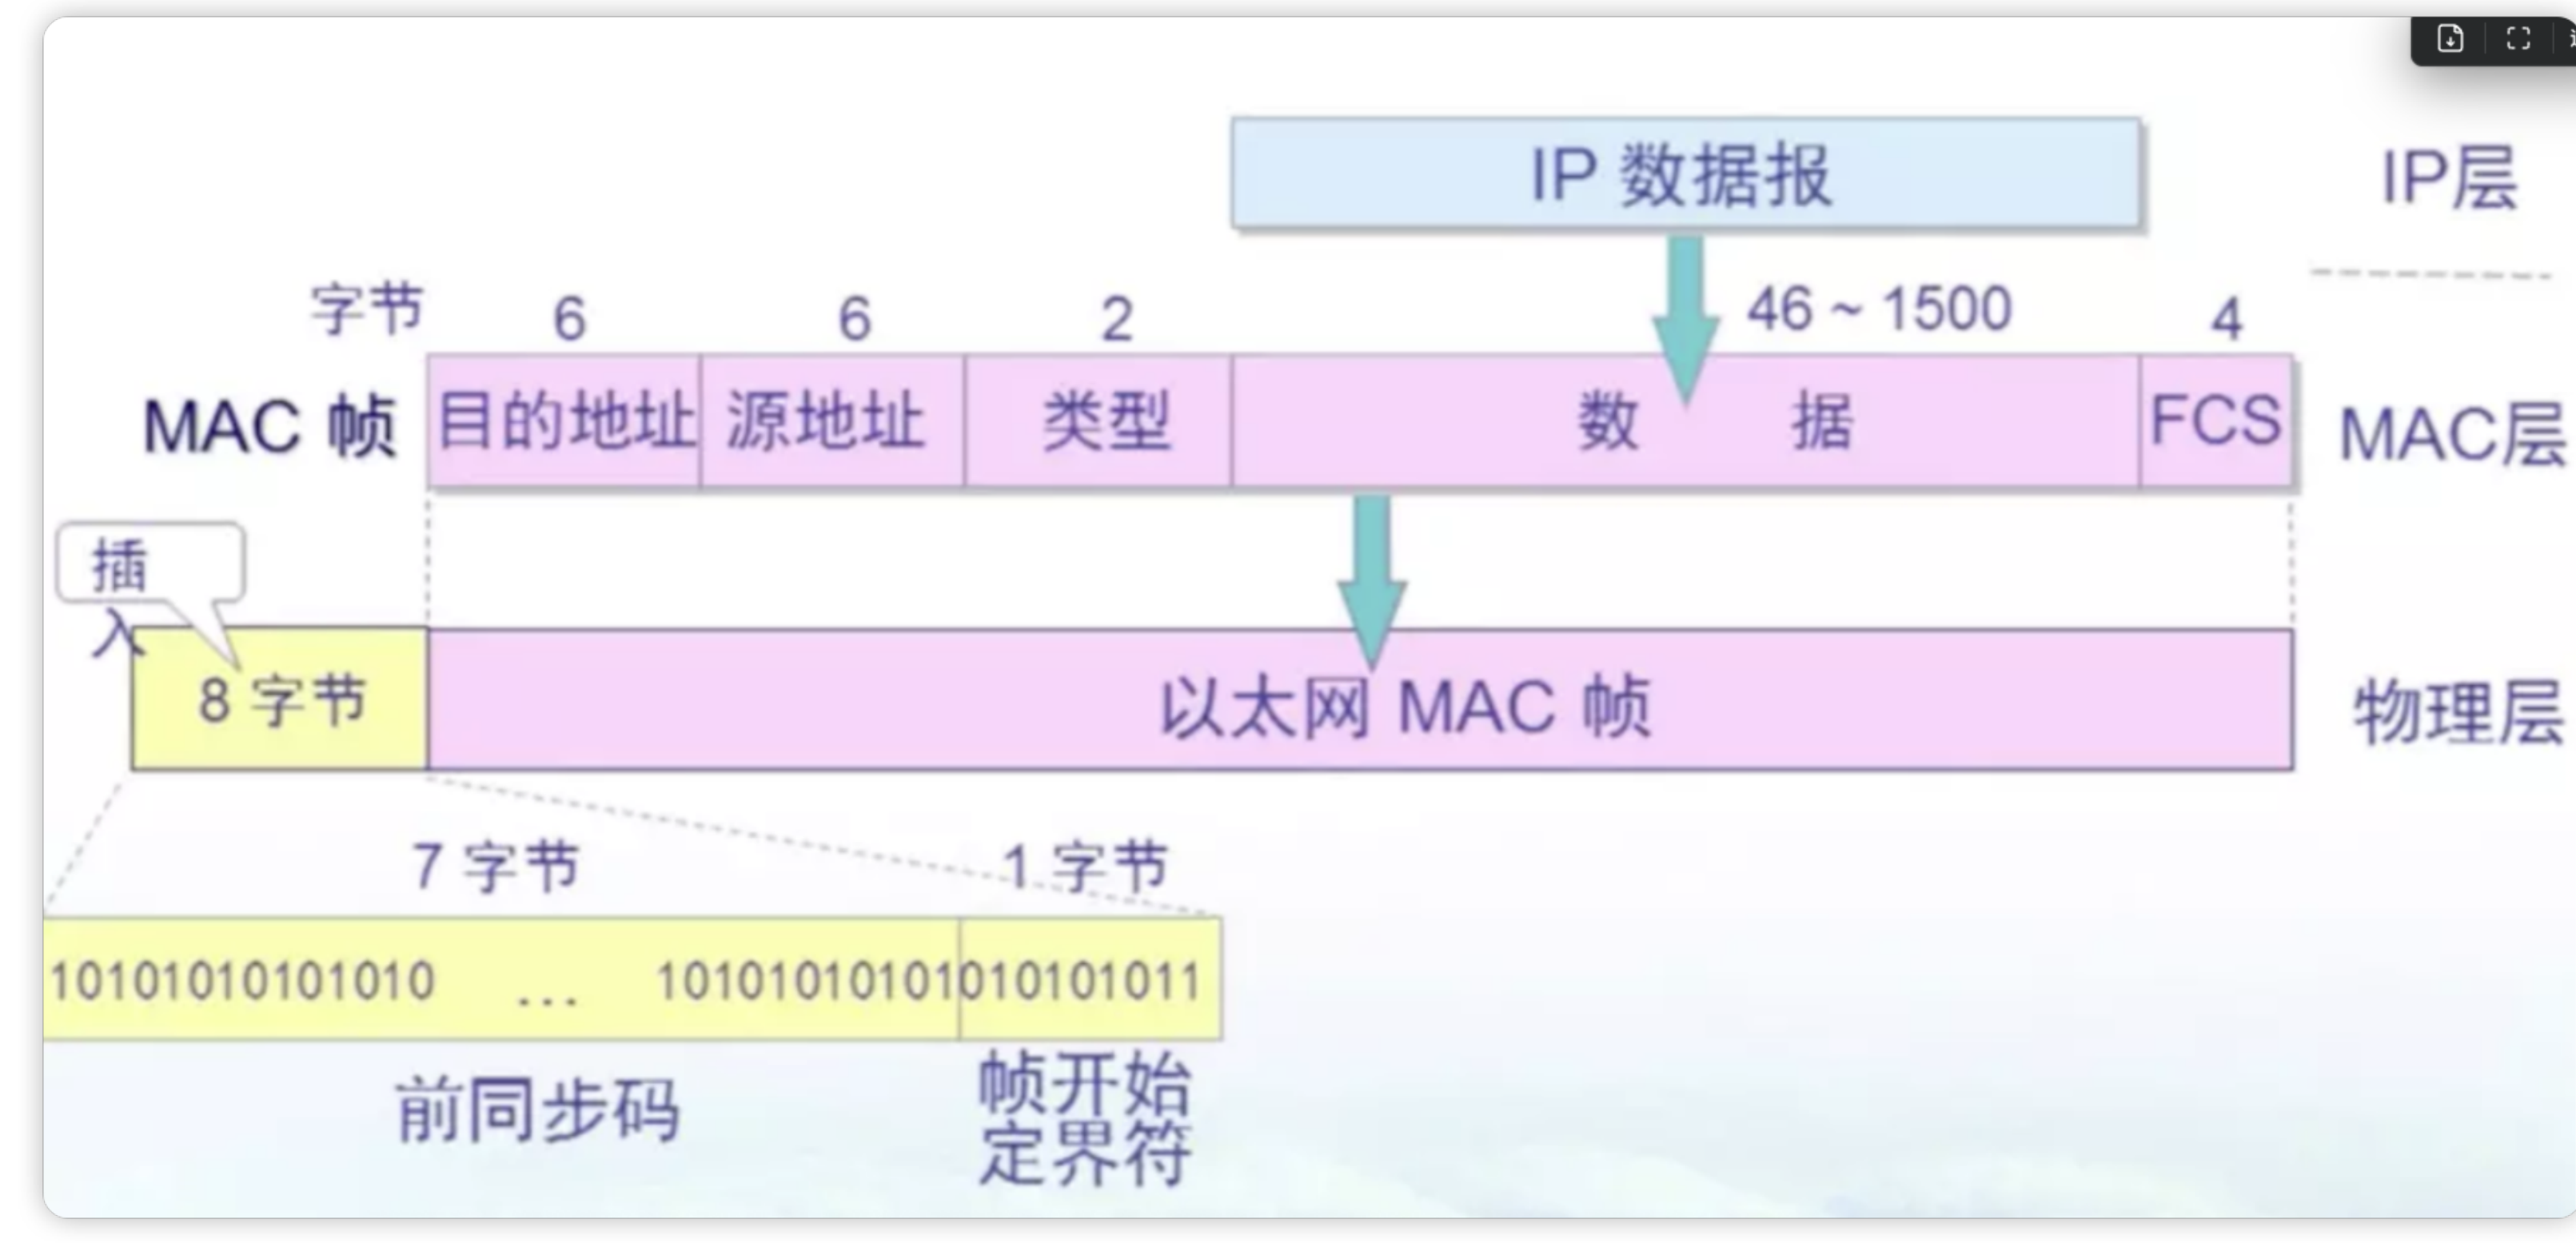 IP 数据报
IP层
字节 6 6 2 46 ~ 1500 4
MAC 帧 目的地址 源地址 类型 数 据 FCS MAC层
插
入
8 字节 以太网 MAC 帧 物理层
7 字节 1 字节
10101010101010 ... 10101010101010101011
前同步码
帧开始
定界符